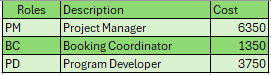 Roles Description Cost
PM Project Manager 6350
BC Booking Coordinator 1350
PD Program Developer 3750